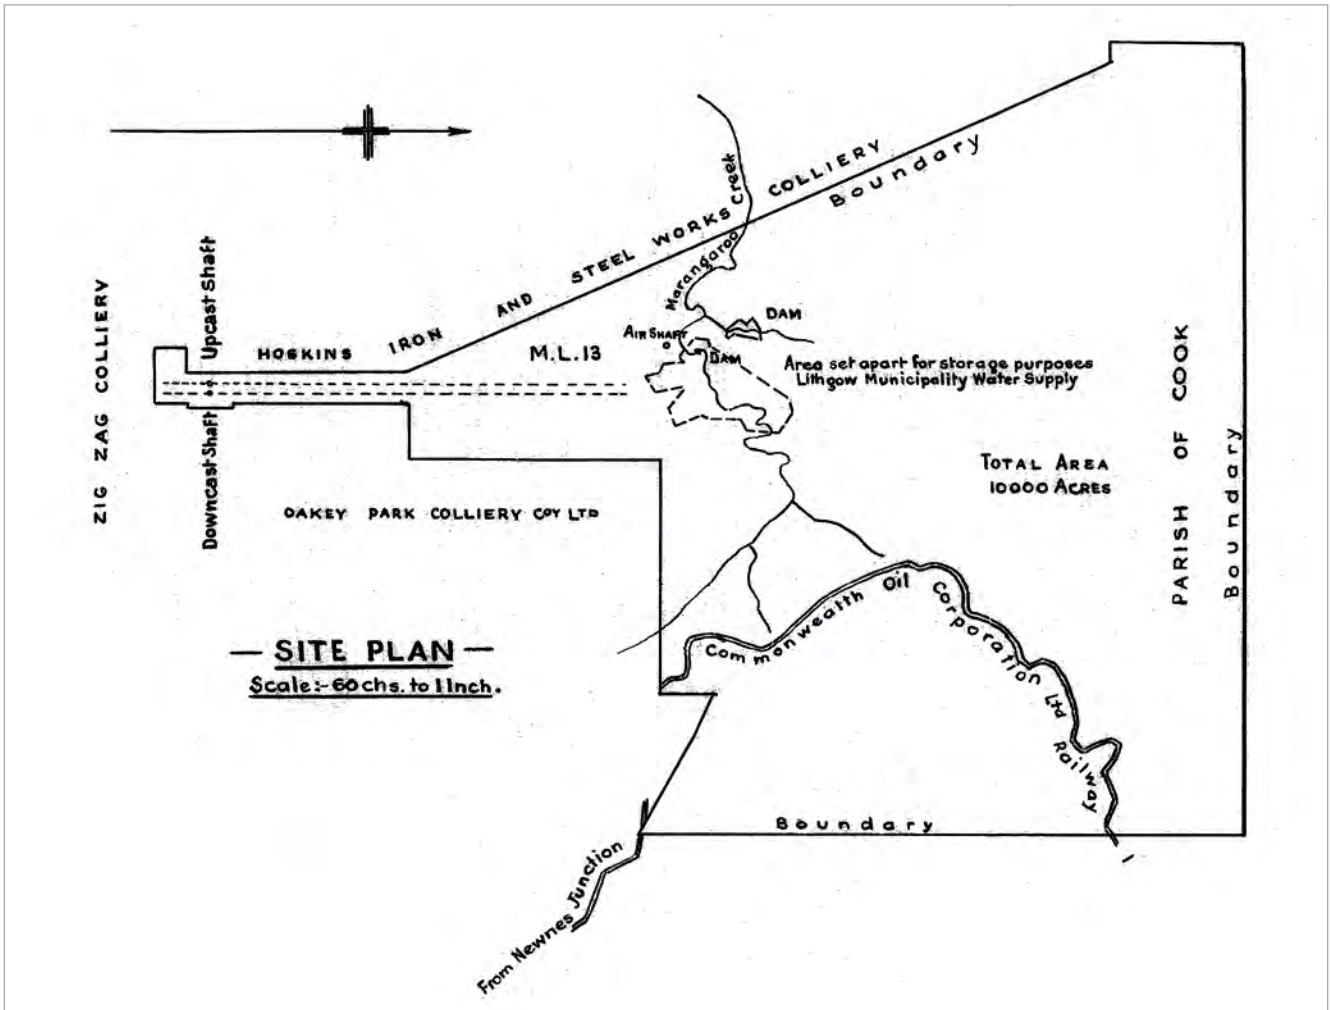 HOSKINS IRON AND STEEL WORKS COLLIERY
Boundary
Marangaroo Creek
ZIG ZAG COLLIERY
Upcast Shaft
Downcast Shaft
M.L.13
AIR SHAFT
DAM
DAM
Area set apart for storage purposes
Lithgow Municipality Water Supply
PARISH OF COOK
Boundary
TOTAL AREA
10000 ACRES
OAKEY PARK COLLIERY COY LTD
— SITE PLAN —
Scale:- 60 chs. to 1 Inch.
Commonwealth Oil Corporation Ltd Railway
Boundary
From Newnes Junction